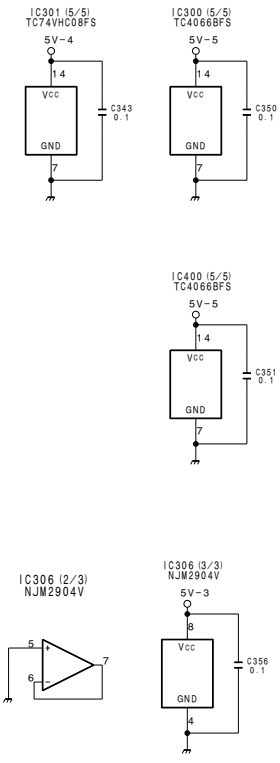 IC301 (5/5)
TC74VHC08FS
5V-4
14
Vcc
C343
0.1
GND
7
IC300 (5/5)
TC4066BFS
5V-5
14
Vcc
C350
0.1
GND
7
IC400 (5/5)
TC4066BFS
5V-5
14
Vcc
C351
0.1
GND
7
IC306 (2/3)
NJM2904V
5
+
7
6
−
IC306 (3/3)
NJM2904V
5V-3
8
Vcc
C356
0.1
GND
4